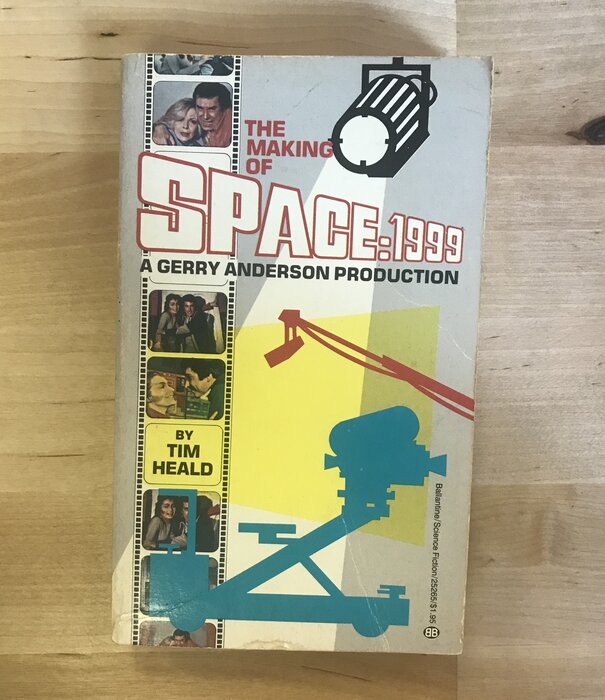 THE
MAKING
OF
SPACE:1999
A GERRY ANDERSON PRODUCTION
BY
TIM
HEALD
Ballantine/Science Fiction/25265/$1.95
BB